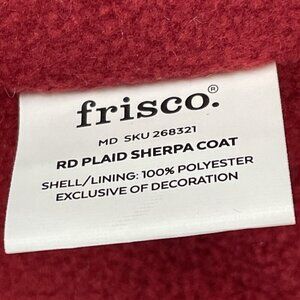 frisco.®
MD SKU 268321
RD PLAID SHERPA COAT
SHELL/LINING: 100% POLYESTER
EXCLUSIVE OF DECORATION